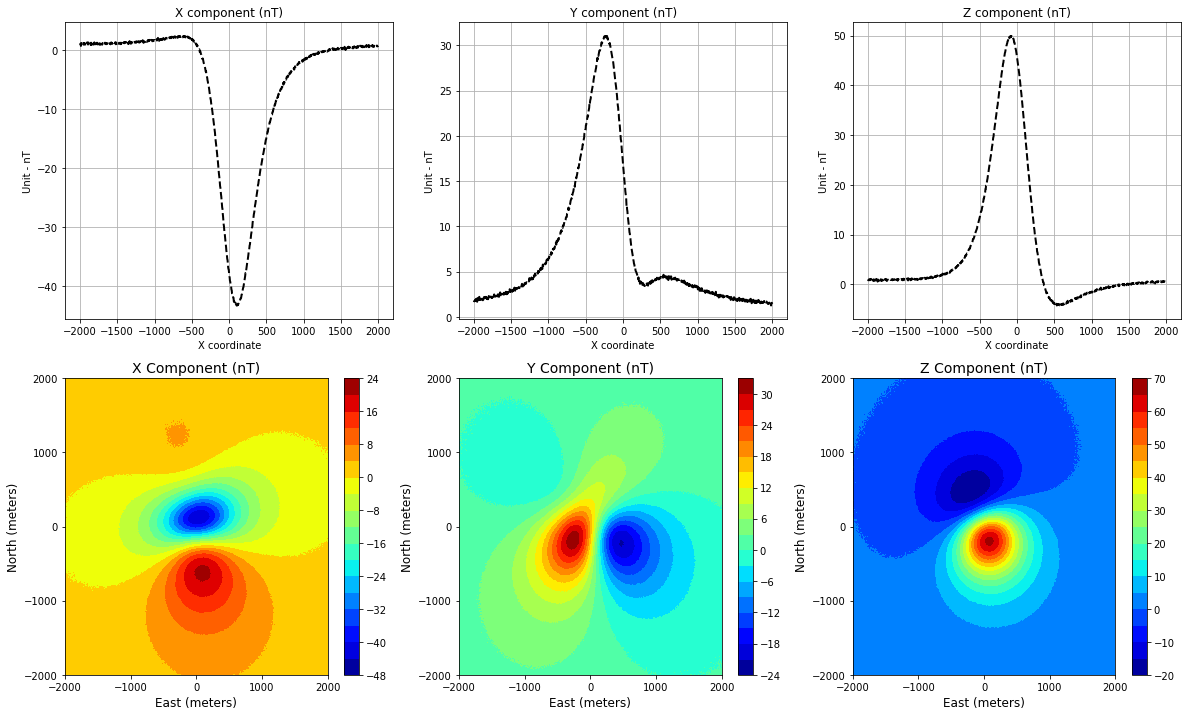 X component (nT)
Y component (nT)
Z component (nT)
0
−10
−20
−30
−40
Unit - nT
−2000 −1500 −1000 −500 0 500 1000 1500 2000
X coordinate
30
25
20
15
10
5
0
Unit - nT
−2000 −1500 −1000 −500 0 500 1000 1500 2000
X coordinate
50
40
30
20
10
0
Unit - nT
−2000 −1500 −1000 −500 0 500 1000 1500 2000
X coordinate
X Component (nT)
2000
1000
0
−1000
−2000
North (meters)
−2000 −1000 0 1000 2000
East (meters)
24
16
8
0
−8
−16
−24
−32
−40
−48
Y Component (nT)
2000
1000
0
−1000
−2000
North (meters)
−2000 −1000 0 1000 2000
East (meters)
30
24
18
12
6
0
−6
−12
−18
−24
Z Component (nT)
2000
1000
0
−1000
−2000
North (meters)
−2000 −1000 0 1000 2000
East (meters)
70
60
50
40
30
20
10
0
−10
−20